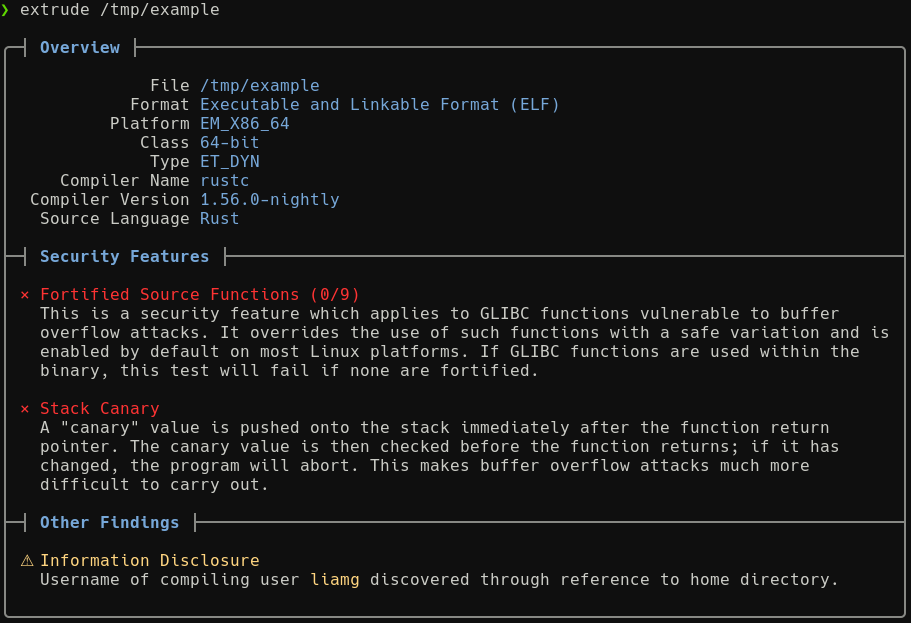 ❯ extrude /tmp/example
Overview
File /tmp/example
Format Executable and Linkable Format (ELF)
Platform EM_X86_64
Class 64-bit
Type ET_DYN
Compiler Name rustc
Compiler Version 1.56.0-nightly
Source Language Rust
Security Features
× Fortified Source Functions (0/9)
This is a security feature which applies to GLIBC functions vulnerable to buffer
overflow attacks. It overrides the use of such functions with a safe variation and is
enabled by default on most Linux platforms. If GLIBC functions are used within the
binary, this test will fail if none are fortified.
× Stack Canary
A "canary" value is pushed onto the stack immediately after the function return
pointer. The canary value is then checked before the function returns; if it has
changed, the program will abort. This makes buffer overflow attacks much more
difficult to carry out.
Other Findings
⚠ Information Disclosure
Username of compiling user liamg discovered through reference to home directory.